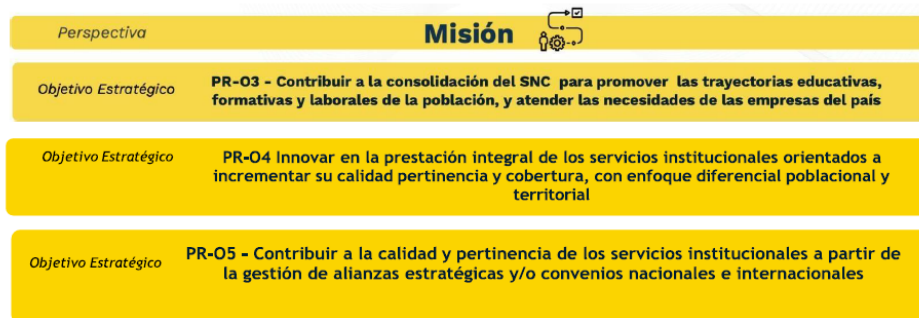 Perspectiva
Misión
Objetivo Estratégico
PR-O3 - Contribuir a la consolidación del SNC para promover las trayectorias educativas,
formativas y laborales de la población, y atender las necesidades de las empresas del país
Objetivo Estratégico
PR-O4 Innovar en la prestación integral de los servicios institucionales orientados a
incrementar su calidad pertinencia y cobertura, con enfoque diferencial poblacional y
territorial
Objetivo Estratégico
PR-O5 - Contribuir a la calidad y pertinencia de los servicios institucionales a partir de
la gestión de alianzas estratégicas y/o convenios nacionales e internacionales